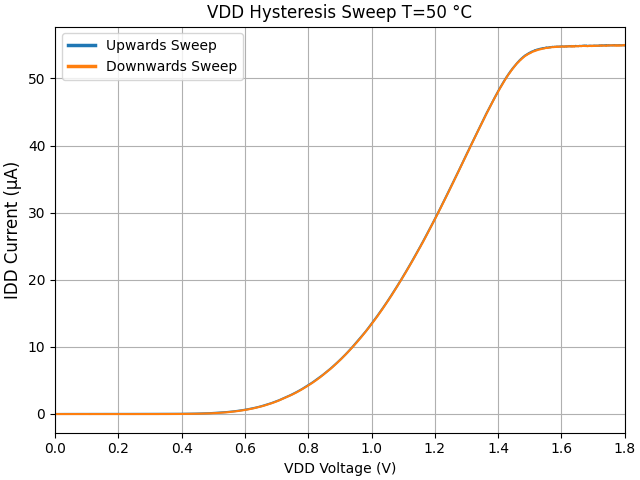 VDD Hysteresis Sweep T=50 °C
Upwards Sweep
Downwards Sweep
IDD Current (μA)
50
40
30
20
10
0
0.0 0.2 0.4 0.6 0.8 1.0 1.2 1.4 1.6 1.8
VDD Voltage (V)